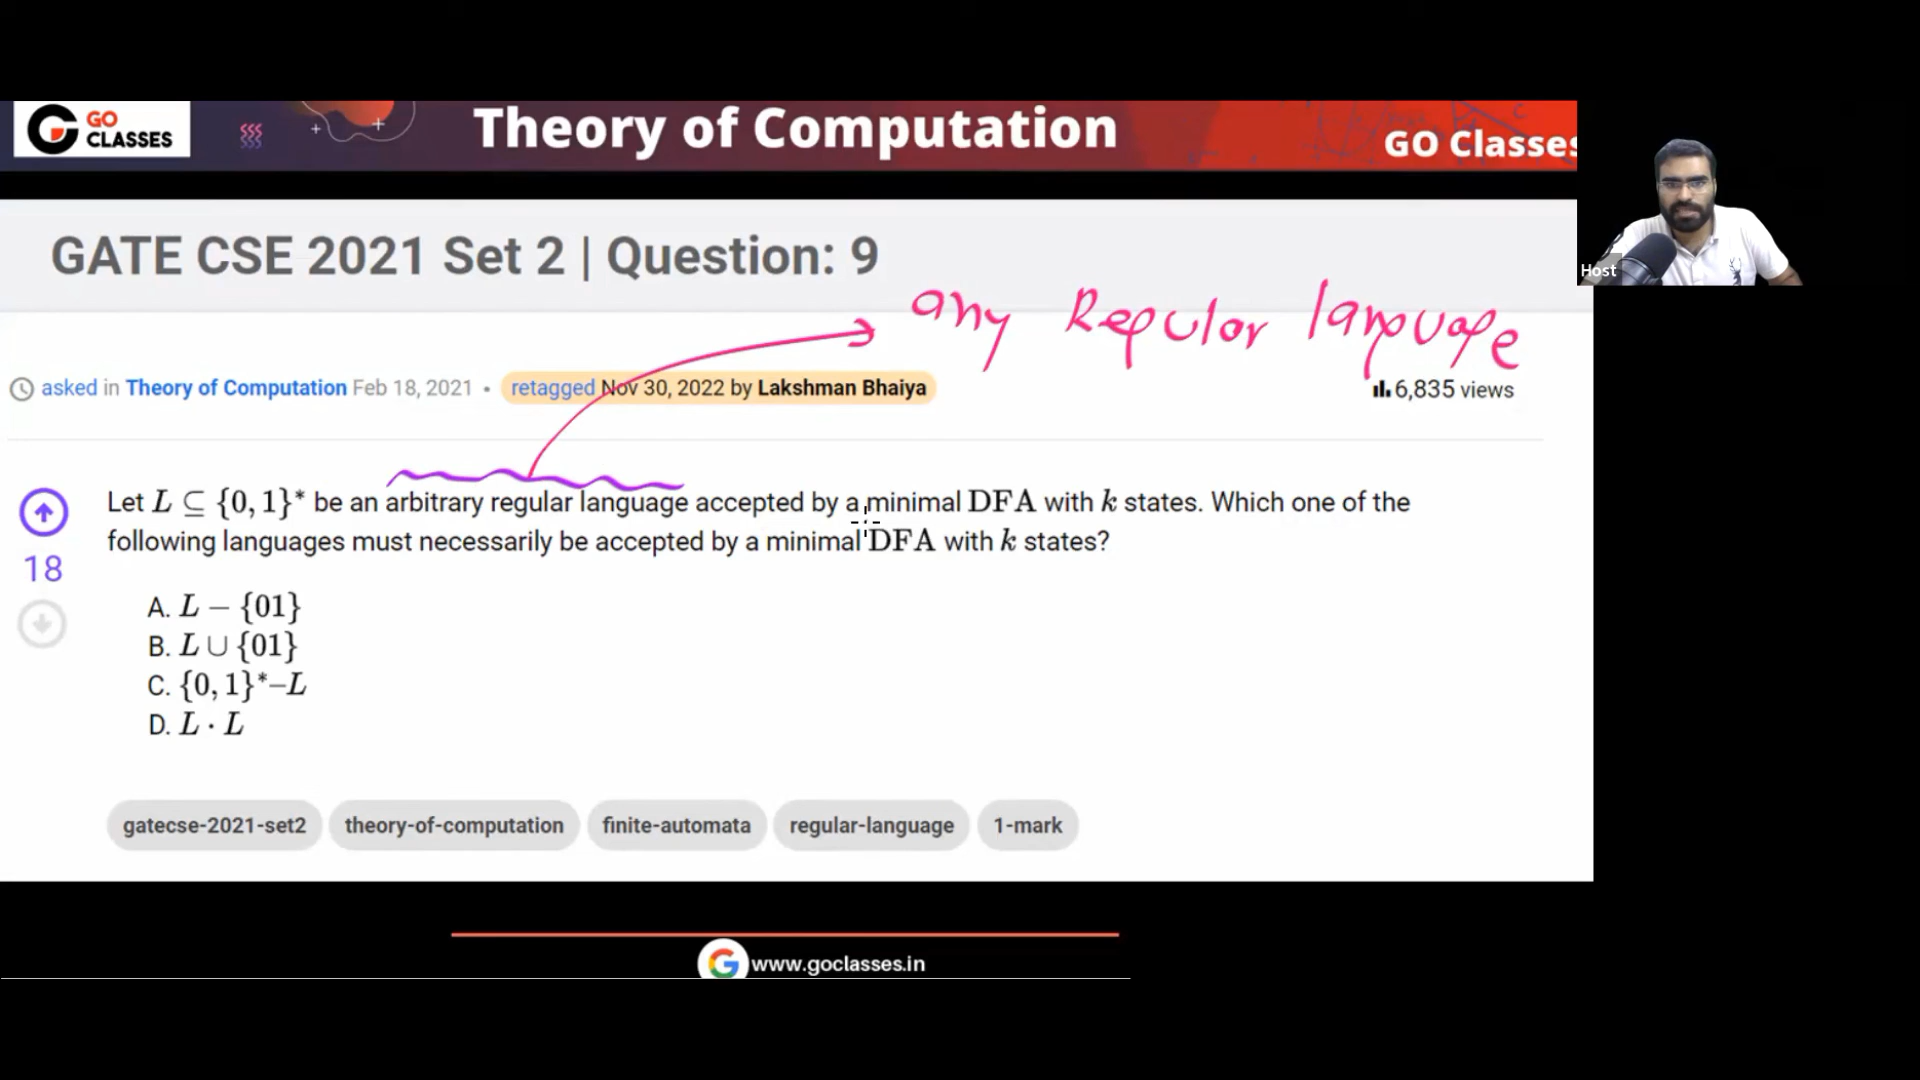 GO
CLASSES
Theory of Computation
GO Classes
Host
GATE CSE 2021 Set 2 | Question: 9
any Regular language
asked in Theory of Computation Feb 18, 2021 • retagged Nov 30, 2022 by Lakshman Bhaiya
6,835 views
Let L ⊆ {0, 1}* be an arbitrary regular language accepted by a minimal DFA with k states. Which one of the
following languages must necessarily be accepted by a minimal DFA with k states?
18
A. L − {01}
B. L ∪ {01}
C. {0, 1}*–L
D. L · L
gatecse-2021-set2 theory-of-computation finite-automata regular-language 1-mark
www.goclasses.in